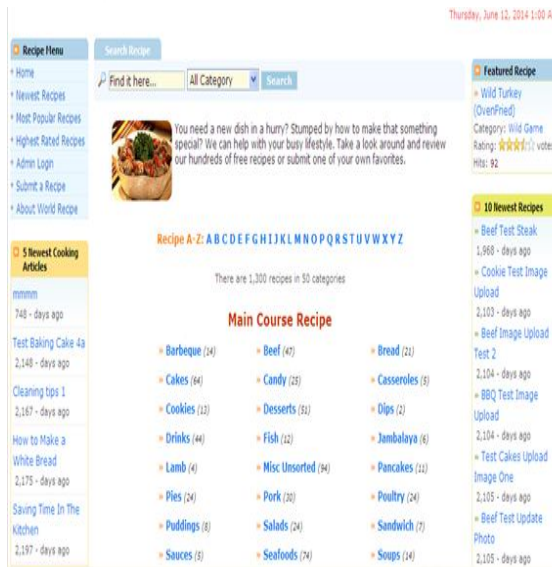 Thursday, June 12, 2014 1:00 A
Recipe Menu
Home
Newest Recipes
Most Popular Recipes
Highest Rated Recipes
Admin Login
Submit a Recipe
About World Recipe
5 Newest Cooking
Articles
mmmm
748 - days ago
Test Baking Cake 4a
2,148 - days ago
Cleaning tips 1
2,167 - days ago
How to Make a
White Bread
2,175 - days ago
Saving Time In The
Kitchen
2,197 - days ago
Search Recipe
Find it here... All Category Search
You need a new dish in a hurry? Stumped by how to make that something
special? We can help with your busy lifestyle. Take a look around and review
our hundreds of free recipes or submit one of your own favorites.
Recipe A-Z: A B C D E F G H I J K L M N O P Q R S T U V W X Y Z
There are 1,300 recipes in 50 categories
Main Course Recipe
» Barbeque (14) » Beef (47) » Bread (21)
» Cakes (64) » Candy (25) » Casseroles (5)
» Cookies (13) » Desserts (51) » Dips (2)
» Drinks (44) » Fish (12) » Jambalaya (6)
» Lamb (4) » Misc Unsorted (94) » Pancakes (11)
» Pies (24) » Pork (30) » Poultry (24)
» Puddings (8) » Salads (24) » Sandwich (7)
» Sauces (5) » Seafoods (74) » Soups (14)
Featured Recipe
» Wild Turkey
(OvenFried)
Category: Wild Game
Rating: votes
Hits: 92
10 Newest Recipes
» Beef Test Steak
1,968 - days ago
» Cookie Test Image
Upload
2,103 - days ago
» Beef Image Upload
Test 2
2,104 - days ago
» BBQ Test Image
Upload
2,104 - days ago
» Test Cakes Upload
Image One
2,105 - days ago
» Beef Test Update
Photo
2,105 - days ago